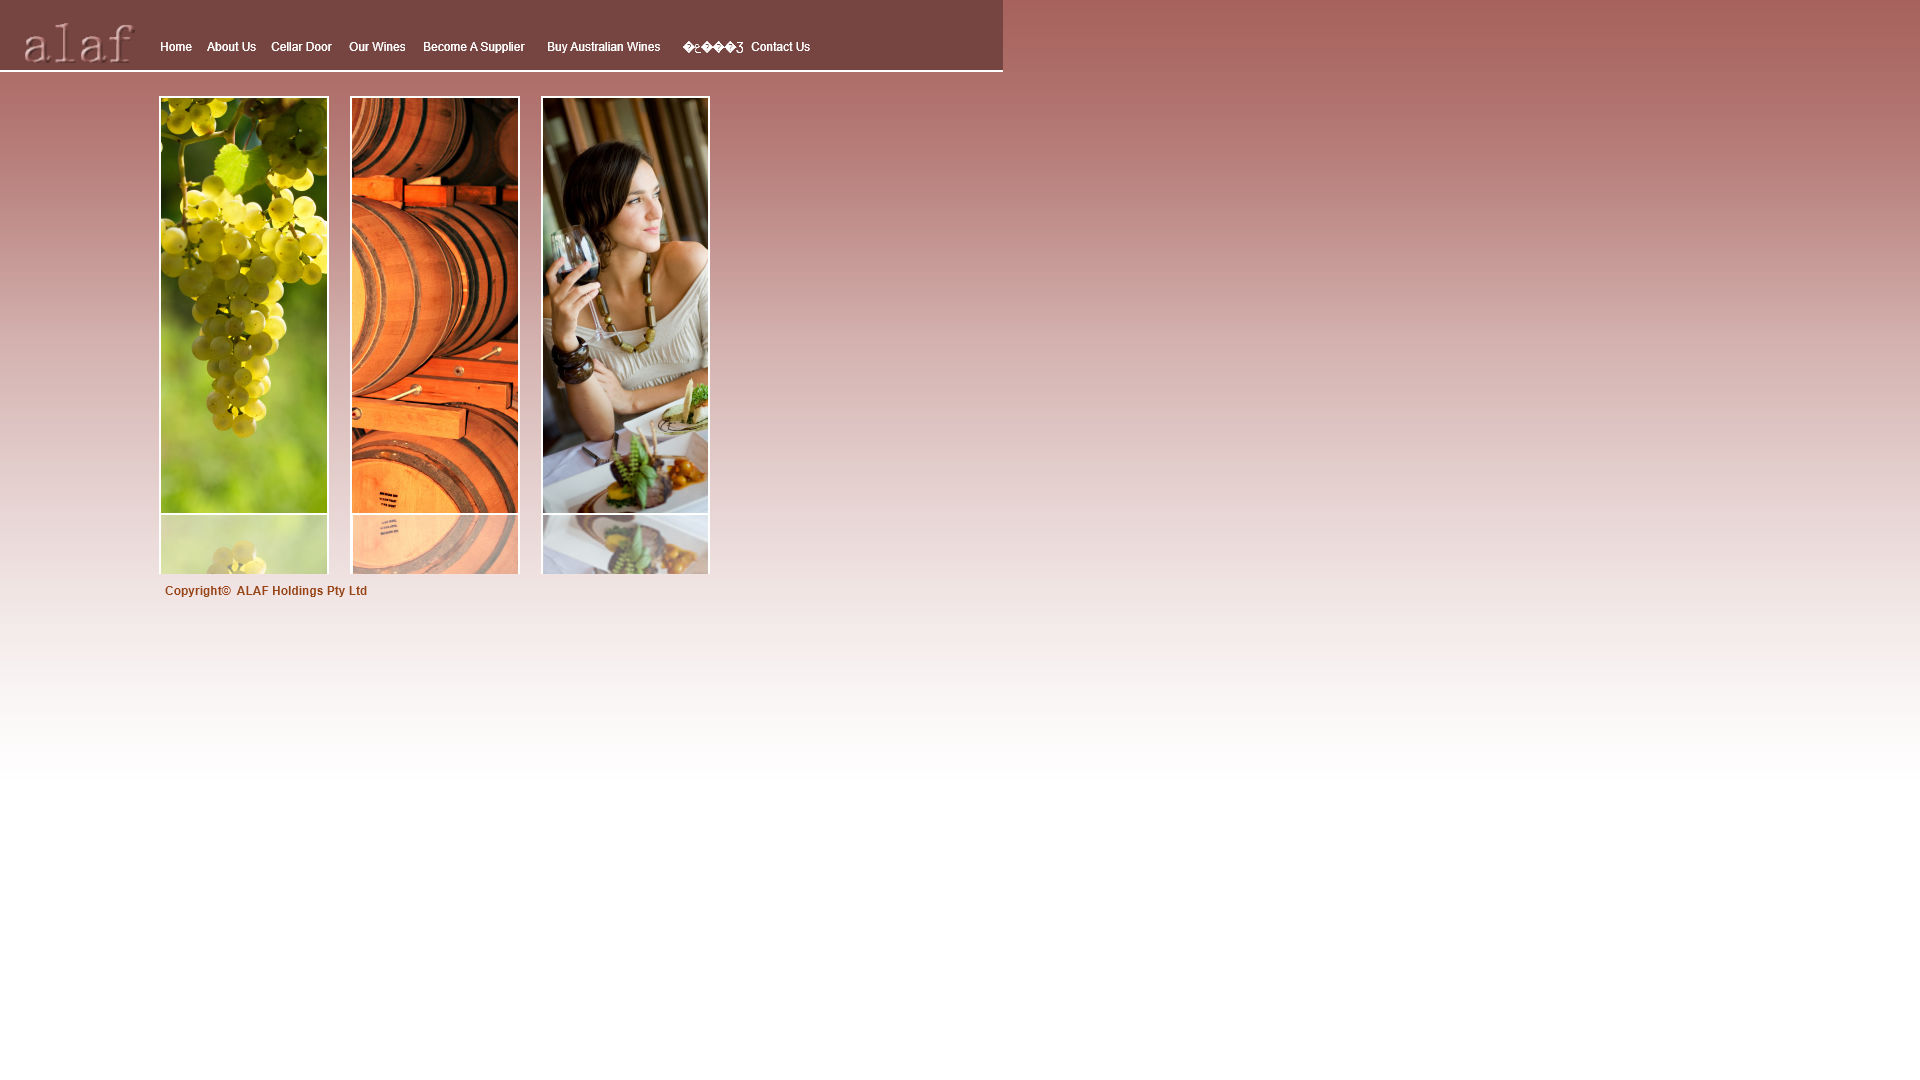 alaf
Home About Us Cellar Door Our Wines Become A Supplier Buy Australian Wines Contact Us
Copyright© ALAF Holdings Pty Ltd